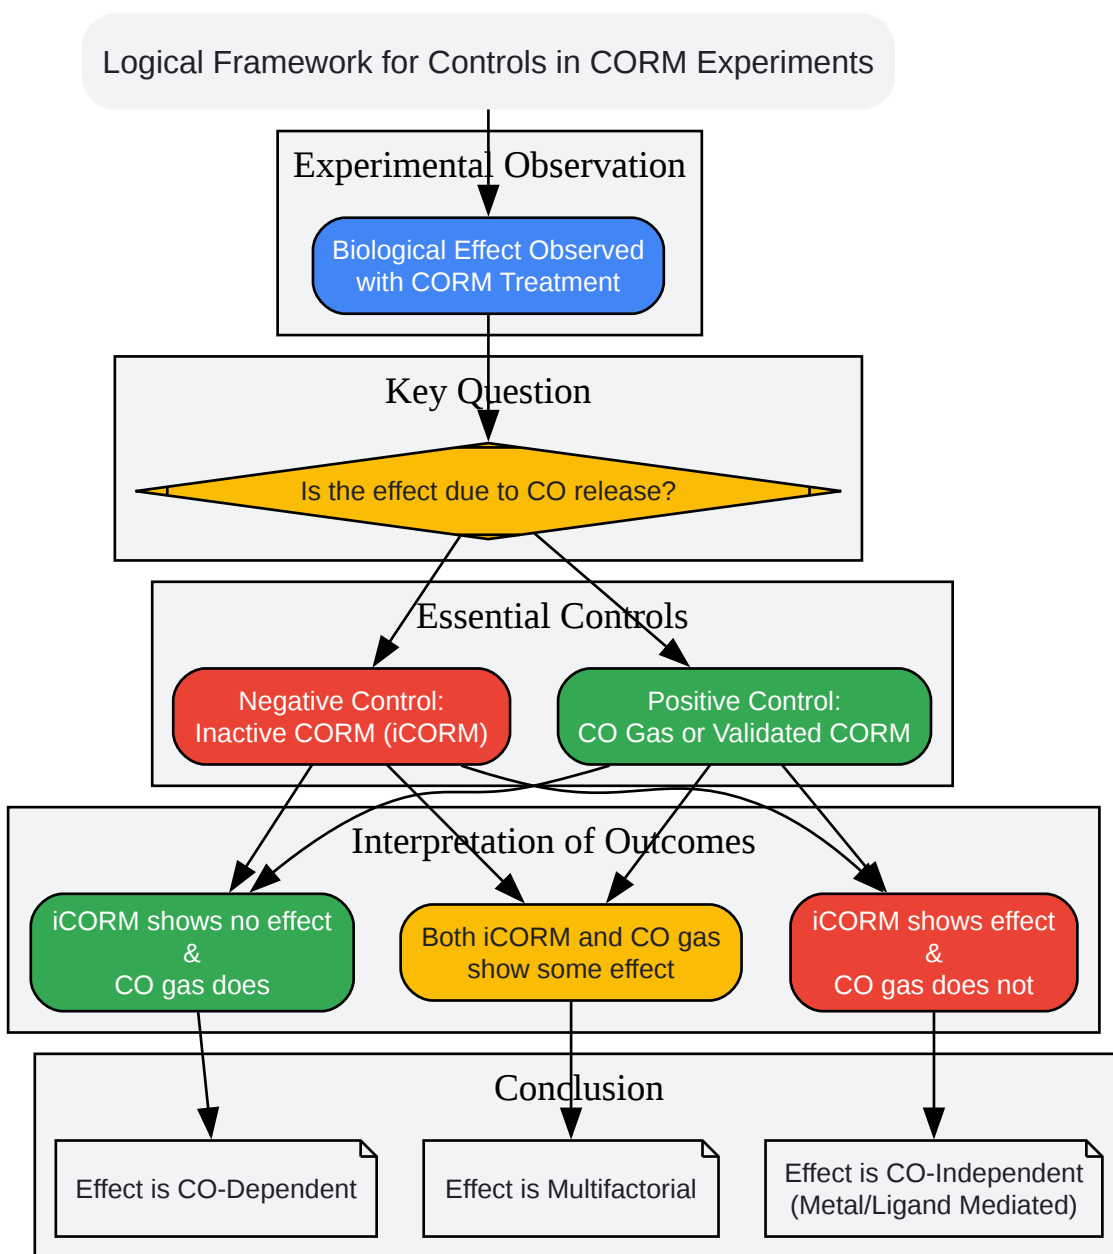 Logical Framework for Controls in CORM Experiments
Experimental Observation
Biological Effect Observed
with CORM Treatment
Key Question
Is the effect due to CO release?
Essential Controls
Negative Control:
Inactive CORM (iCORM)
Positive Control:
CO Gas or Validated CORM
Interpretation of Outcomes
iCORM shows no effect
&
CO gas does
Both iCORM and CO gas
show some effect
iCORM shows effect
&
CO gas does not
Conclusion
Effect is CO-Dependent
Effect is Multifactorial
Effect is CO-Independent
(Metal/Ligand Mediated)